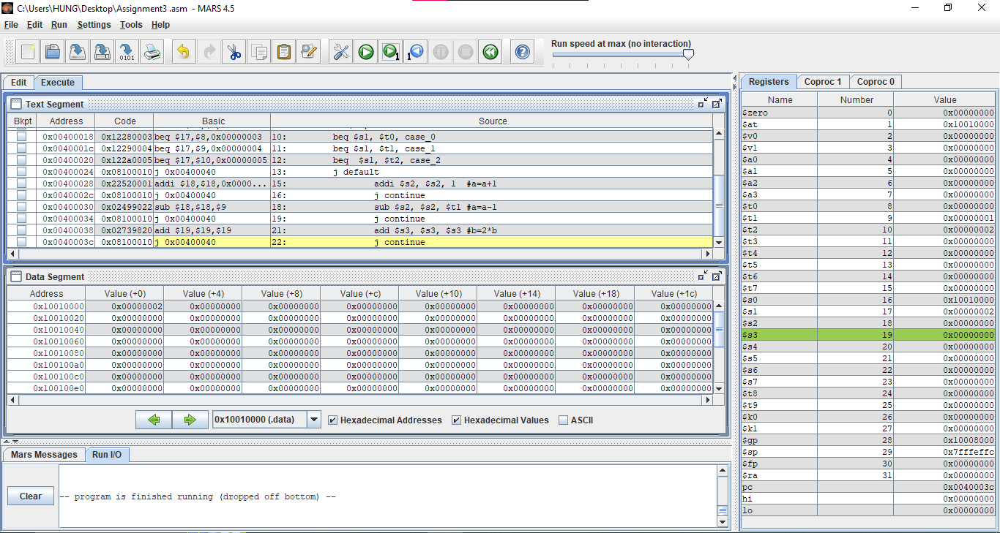 C:\Users\HUNG\Desktop\Assignment3 .asm - MARS 4.5
File Edit Run Settings Tools Help
0101
1
1
Run speed at max (no interaction)
Edit Execute
Text Segment
Bkpt Address Code Basic Source
0x00400018 0x12280003 beq $17,$8,0x00000003 10: beq $s1, $t0, case_0
0x0040001c 0x12290004 beq $17,$9,0x00000004 11: beq $s1, $t1, case_1
0x00400020 0x122a0005 beq $17,$10,0x00000005 12: beq $s1, $t2, case_2
0x00400024 0x08100010 j 0x00400040 13: j default
0x00400028 0x22520001 addi $18,$18,0x0000... 15: addi $s2, $s2, 1 #a=a+1
0x0040002c 0x08100010 j 0x00400040 16: j continue
0x00400030 0x02499022 sub $18,$18,$9 18: sub $s2, $s2, $t1 #a=a-1
0x00400034 0x08100010 j 0x00400040 19: j continue
0x00400038 0x02739820 add $19,$19,$19 21: add $s3, $s3, $s3 #b=2*b
0x0040003c 0x08100010 j 0x00400040 22: j continue
Data Segment
Address Value (+0) Value (+4) Value (+8) Value (+c) Value (+10) Value (+14) Value (+18) Value (+1c)
0x10010000 0x00000002 0x00000000 0x00000000 0x00000000 0x00000000 0x00000000 0x00000000 0x00000000
0x10010020 0x00000000 0x00000000 0x00000000 0x00000000 0x00000000 0x00000000 0x00000000 0x00000000
0x10010040 0x00000000 0x00000000 0x00000000 0x00000000 0x00000000 0x00000000 0x00000000 0x00000000
0x10010060 0x00000000 0x00000000 0x00000000 0x00000000 0x00000000 0x00000000 0x00000000 0x00000000
0x10010080 0x00000000 0x00000000 0x00000000 0x00000000 0x00000000 0x00000000 0x00000000 0x00000000
0x100100a0 0x00000000 0x00000000 0x00000000 0x00000000 0x00000000 0x00000000 0x00000000 0x00000000
0x100100c0 0x00000000 0x00000000 0x00000000 0x00000000 0x00000000 0x00000000 0x00000000 0x00000000
0x100100e0 0x00000000 0x00000000 0x00000000 0x00000000 0x00000000 0x00000000 0x00000000 0x00000000
0x10010000 (.data) Hexadecimal Addresses Hexadecimal Values ASCII
Mars Messages Run I/O
Clear
-- program is finished running (dropped off bottom) --
Registers Coproc 1 Coproc 0
Name Number Value
$zero 0 0x00000000
$at 1 0x10010000
$v0 2 0x00000000
$v1 3 0x00000000
$a0 4 0x00000000
$a1 5 0x00000000
$a2 6 0x00000000
$a3 7 0x00000000
$t0 8 0x00000000
$t1 9 0x00000001
$t2 10 0x00000002
$t3 11 0x00000000
$t4 12 0x00000000
$t5 13 0x00000000
$t6 14 0x00000000
$t7 15 0x00000000
$s0 16 0x10010000
$s1 17 0x00000002
$s2 18 0x00000000
$s3 19 0x00000000
$s4 20 0x00000000
$s5 21 0x00000000
$s6 22 0x00000000
$s7 23 0x00000000
$t8 24 0x00000000
$t9 25 0x00000000
$k0 26 0x00000000
$k1 27 0x00000000
$gp 28 0x10008000
$sp 29 0x7fffeffc
$fp 30 0x00000000
$ra 31 0x00000000
pc 0x0040003c
hi 0x00000000
lo 0x00000000